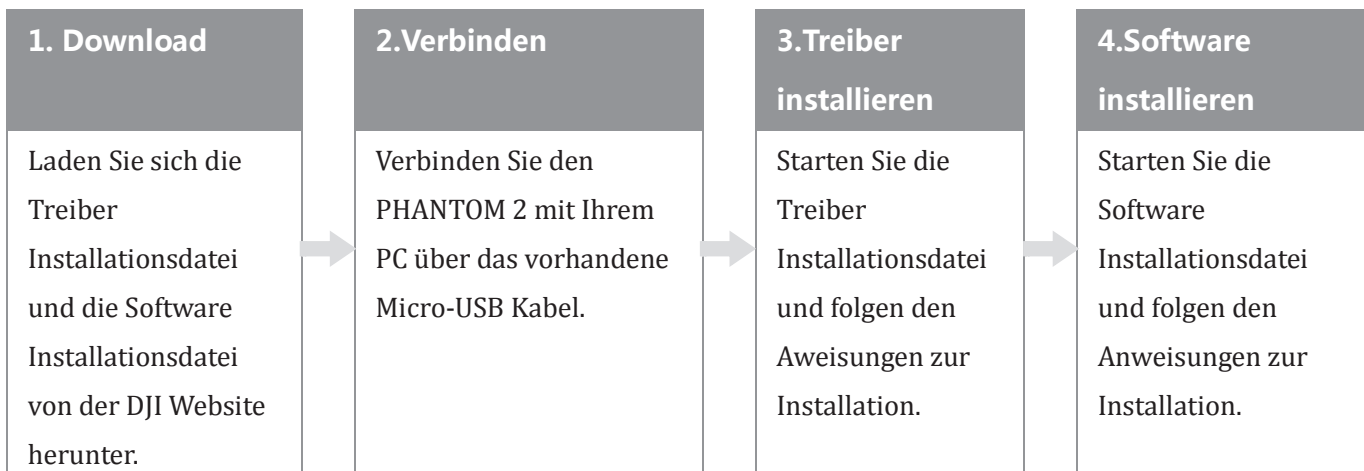 1. Download
Laden Sie sich die
Treiber
Installationsdatei
und die Software
Installationsdatei
von der DJI Website
herunter.
2.Verbinden
Verbinden Sie den
PHANTOM 2 mit Ihrem
PC über das vorhandene
Micro-USB Kabel.
3.Treiber
installieren
Starten Sie die
Treiber
Installationsdatei
und folgen den
Aweisungen zur
Installation.
4.Software
installieren
Starten Sie die
Software
Installationsdatei
und folgen den
Anweisungen zur
Installation.